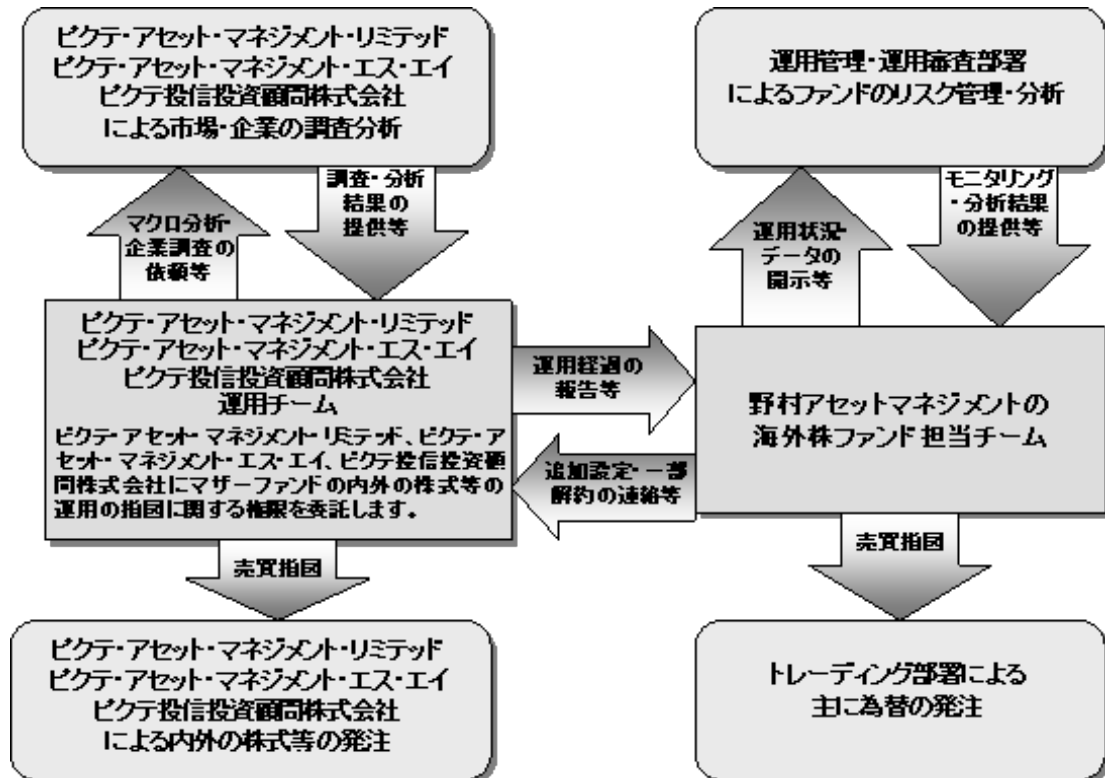 ピクテ・アセット・マネジメント・リミテッド
ピクテ・アセット・マネジメント・エス・エイ
ピクテ投信投資顧問株式会社
による市場・企業の調査分析
運用管理・運用審査部署
によるファンドのリスク管理・分析
マクロ分析・
企業調査の
依頼等
調査・分析
結果の
提供等
運用状況・
データの
開示等
モニタリング
・分析結果
の提供等
ピクテ・アセット・マネジメント・リミテッド
ピクテ・アセット・マネジメント・エス・エイ
ピクテ投信投資顧問株式会社
運用チーム
ピクテ・アセット・マネジメント・リミテッド、ピクテ・ア
セット・マネジメント・エス・エイ、ピクテ投信投資顧
問株式会社にマザーファンドの内外の株式等の
運用の指図に関する権限を委託します。
運用経過の
報告等
追加設定・一部
解約の連絡等
野村アセットマネジメントの
海外株ファンド担当チーム
売買指図
売買指図
ピクテ・アセット・マネジメント・リミテッド
ピクテ・アセット・マネジメント・エス・エイ
ピクテ投信投資顧問株式会社
による内外の株式等の発注
トレーディング部署による
主に為替の発注